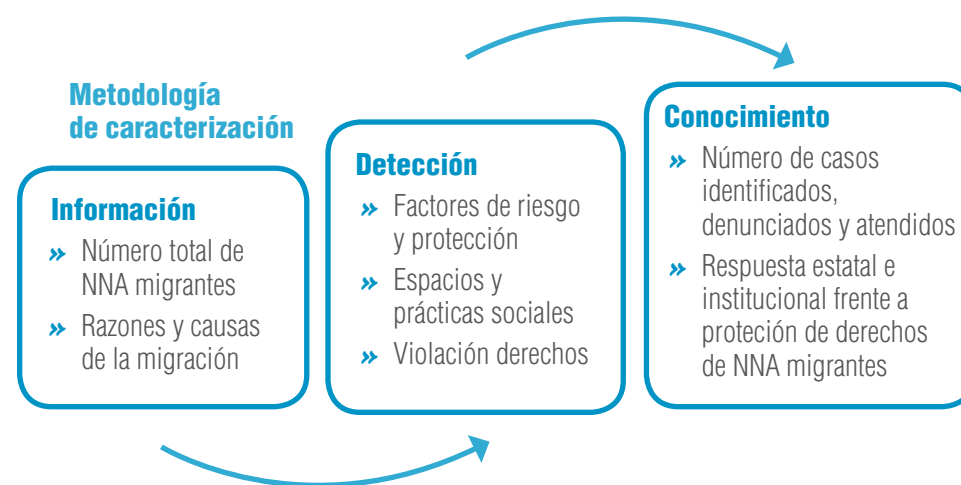 Metodología
de caracterización
Información
» Número total de
NNA migrantes
» Razones y causas
de la migración
Detección
» Factores de riesgo
y protección
» Espacios y
prácticas sociales
» Violación derechos
Conocimiento
» Número de casos
identificados,
denunciados y atendidos
» Respuesta estatal e
institucional frente a
proteción de derechos
de NNA migrantes